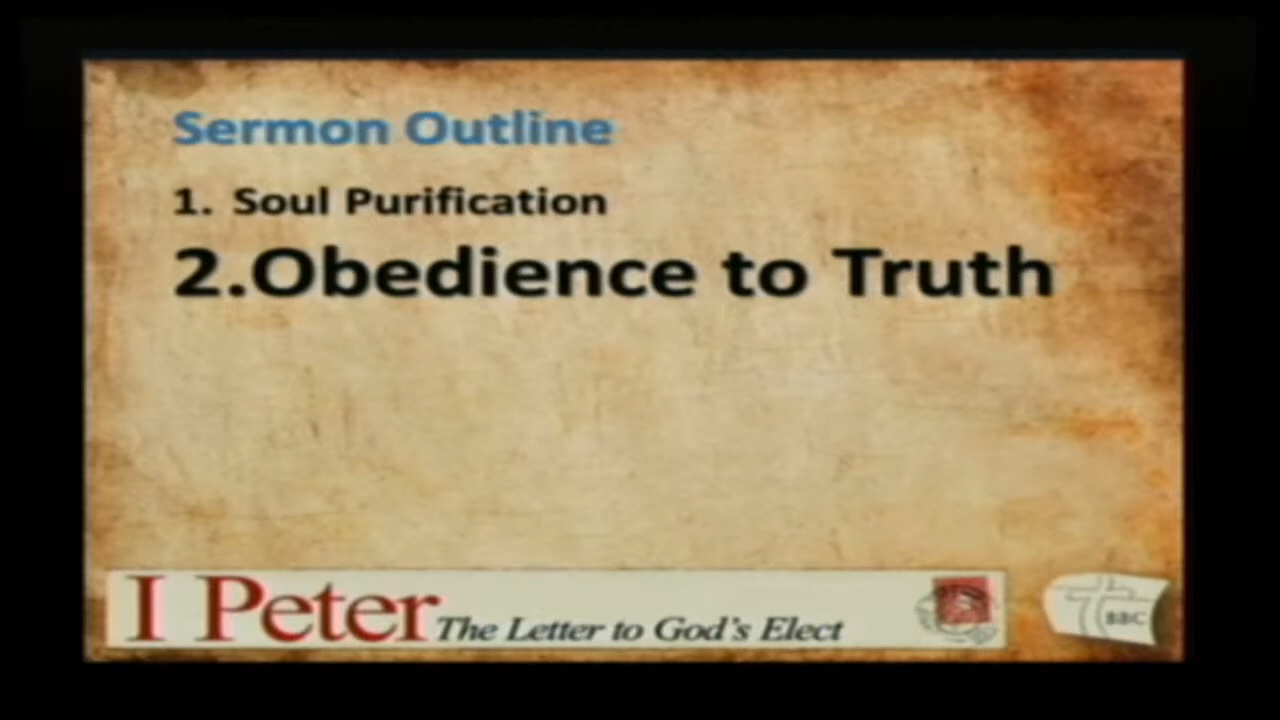 Sermon Outline
1. Soul Purification
2.Obedience to Truth
I Peter The Letter to God's Elect
BBC